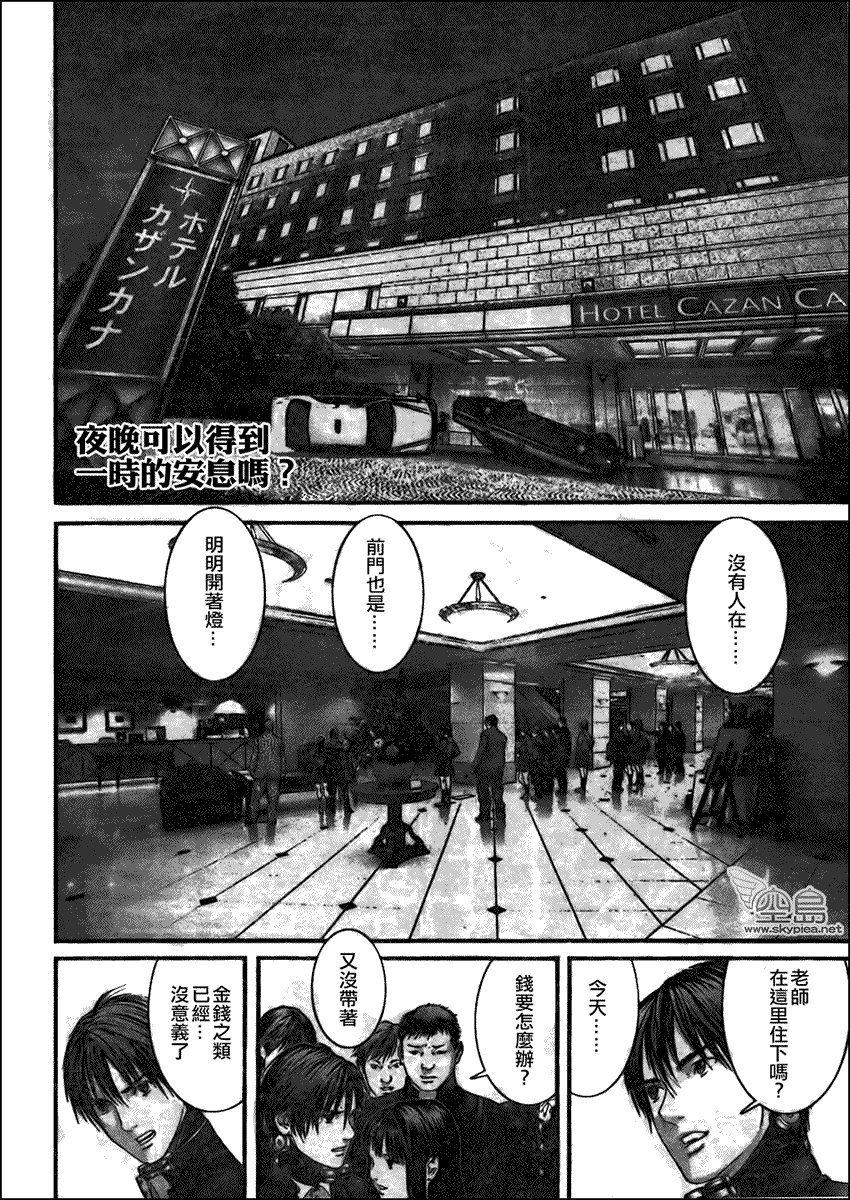 ホテル
カザンカナ
HOTEL CAZAN CA
夜晚可以得到
一時的安息嗎？
沒有人在……
前門也是……
明明開著燈…
空島
www.skypiea.net
老師
在這里住下嗎？
今天……
錢要怎麼辦？
又沒帶著
金錢之類
已經…
沒意義了